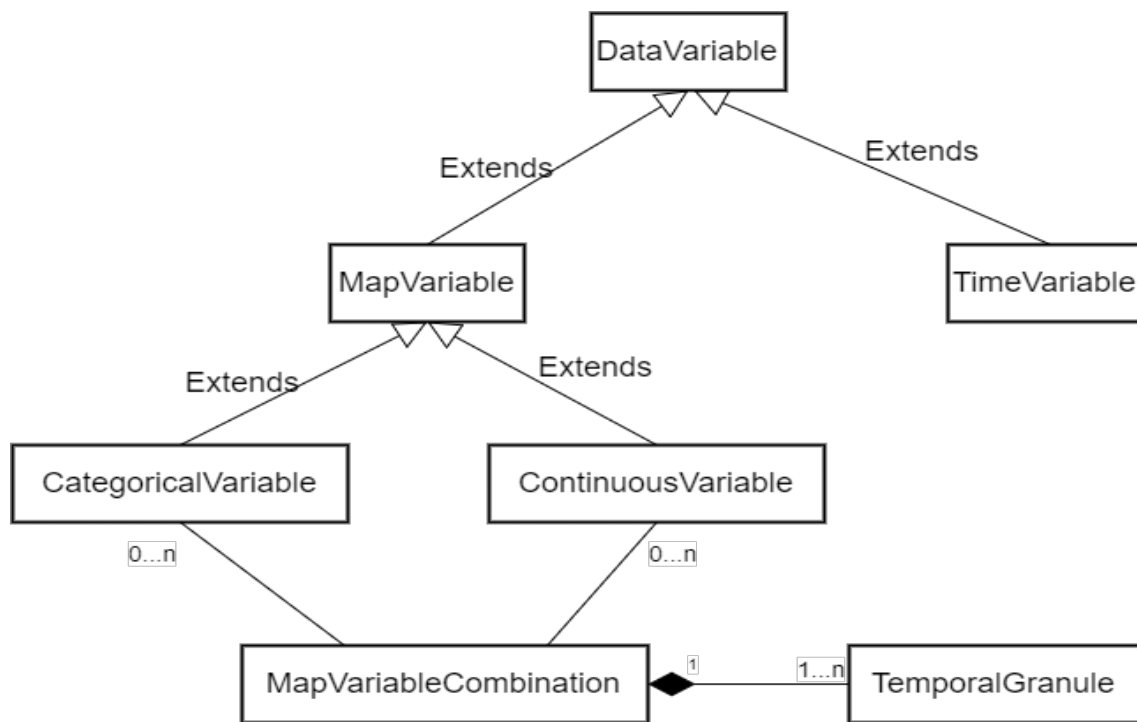 DataVariable
Extends
Extends
MapVariable
TimeVariable
Extends
Extends
CategoricalVariable
ContinuousVariable
0...n
0...n
MapVariableCombination
1
1...n
TemporalGranule